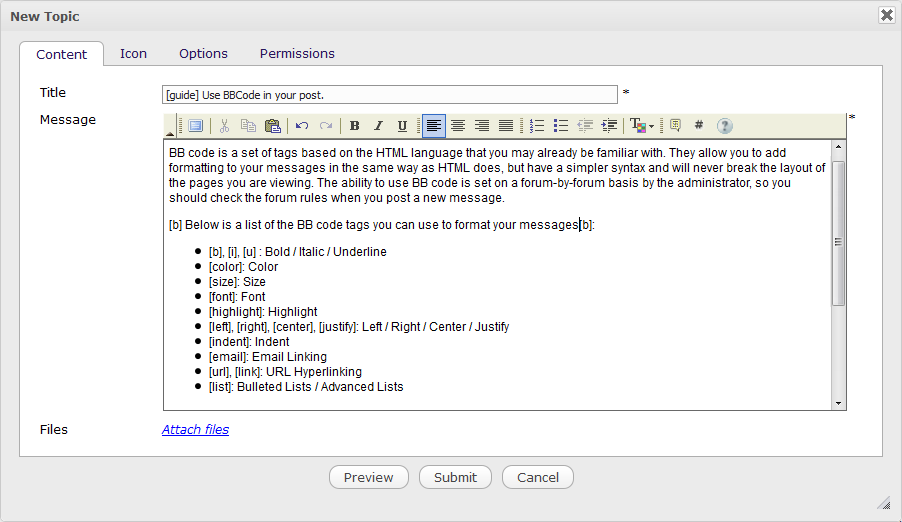 New Topic
Content Icon Options Permissions
Title [guide] Use BBCode in your post. *
Message B I U T # ? *
BB code is a set of tags based on the HTML language that you may already be familiar with. They allow you to add
formatting to your messages in the same way as HTML does, but have a simpler syntax and will never break the layout of
the pages you are viewing. The ability to use BB code is set on a forum-by-forum basis by the administrator, so you
should check the forum rules when you post a new message.
[b] Below is a list of the BB code tags you can use to format your messages[b]:
• [b], [i], [u] : Bold / Italic / Underline
• [color]: Color
• [size]: Size
• [font]: Font
• [highlight]: Highlight
• [left], [right], [center], [justify]: Left / Right / Center / Justify
• [indent]: Indent
• [email]: Email Linking
• [url], [link]: URL Hyperlinking
• [list]: Bulleted Lists / Advanced Lists
Files Attach files
Preview Submit Cancel